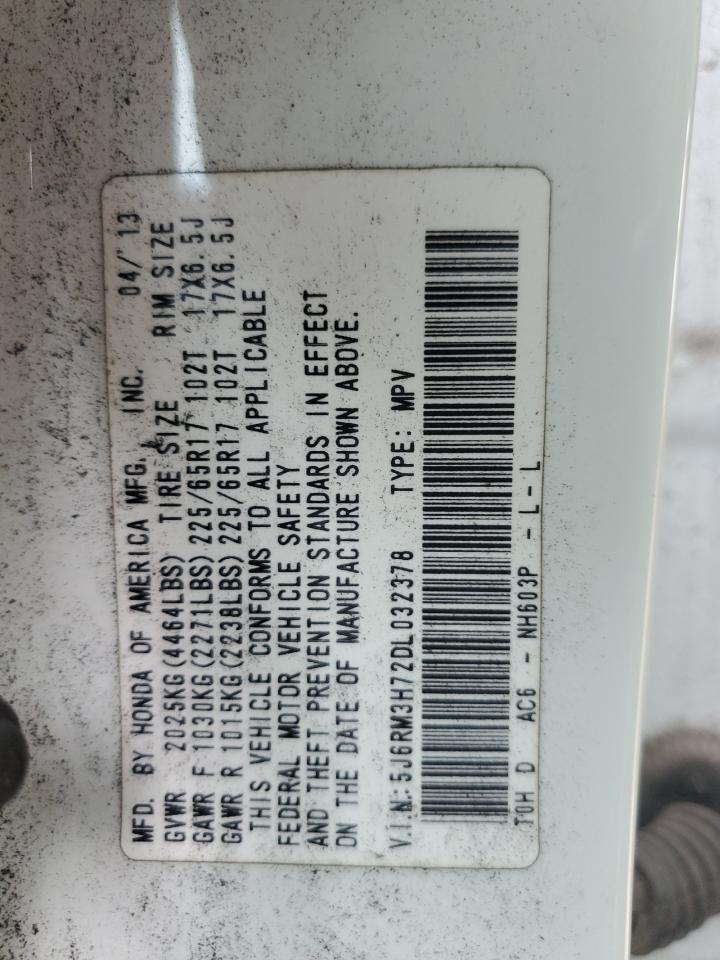 MFD. BY HONDA OF AMERICA MFG., INC. 04/'13
GVWR 2025KG(4464LBS) TIRE SIZE RIM SIZE
GAWR F 1030KG(2271LBS) 225/65R17 102T 17X6.5J
GAWR R 1015KG(2238LBS) 225/65R17 102T 17X6.5J
THIS VEHICLE CONFORMS TO ALL APPLICABLE
FEDERAL MOTOR VEHICLE SAFETY
AND THEFT PREVENTION STANDARDS IN EFFECT
ON THE DATE OF MANUFACTURE SHOWN ABOVE.
V.I.N:5J6RM3H72DL032378 TYPE: MPV
T0H D AC6 - NH603P - L - L